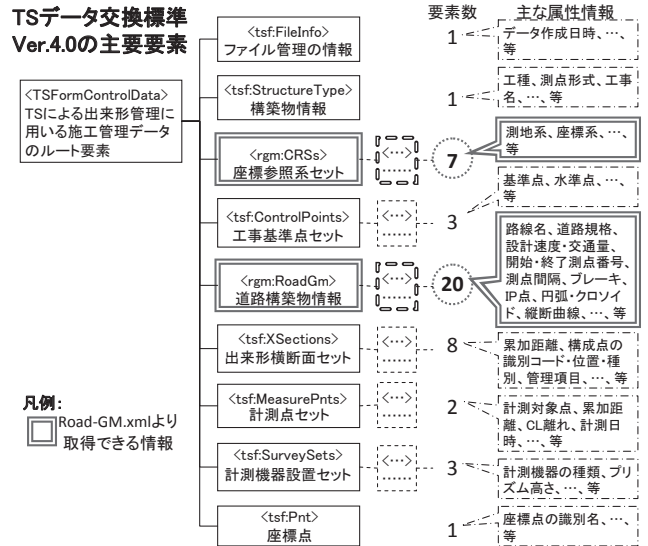 TSデータ交換標準
Ver.4.0の主要要素
要素数
主な属性情報
<TSFormControlData>
TSによる出来形管理に
用いる施工管理データ
のルート要素
<tsf:FileInfo>
ファイル管理の情報
1
データ作成日時、…、
等
<tsf:StructureType>
構築物情報
1
工種、測点形式、工事
名、…、等
<rgm:CRSs>
座標参照系セット
<…>
……
7
測地系、座標系、…、
等
<tsf:ControlPoints>
工事基準点セット
<…>
……
3
基準点、水準点、…、
等
<rgm:RoadGm>
道路構築物情報
<…>
……
20
路線名、道路規格、
設計速度・交通量、
開始・終了測点番号、
測点間隔、ブレーキ、
IP点、円弧・クロソイ
ド、縦断曲線、…、等
<tsf:XSections>
出来形横断面セット
<…>
……
8
累加距離、構成点の
識別コード・位置・種
別、管理項目、…、等
<tsf:MeasurePnts>
計測点セット
<…>
……
2
計測対象点、累加距
離、CL離れ、計測日
時、…、等
<tsf:SurveySets>
計測機器設置セット
<…>
……
3
計測機器の種類、プリ
ズム高さ、…、等
<tsf:Pnt>
座標点
1
座標点の識別名、…、
等
凡例:
Road-GM.xmlより
取得できる情報